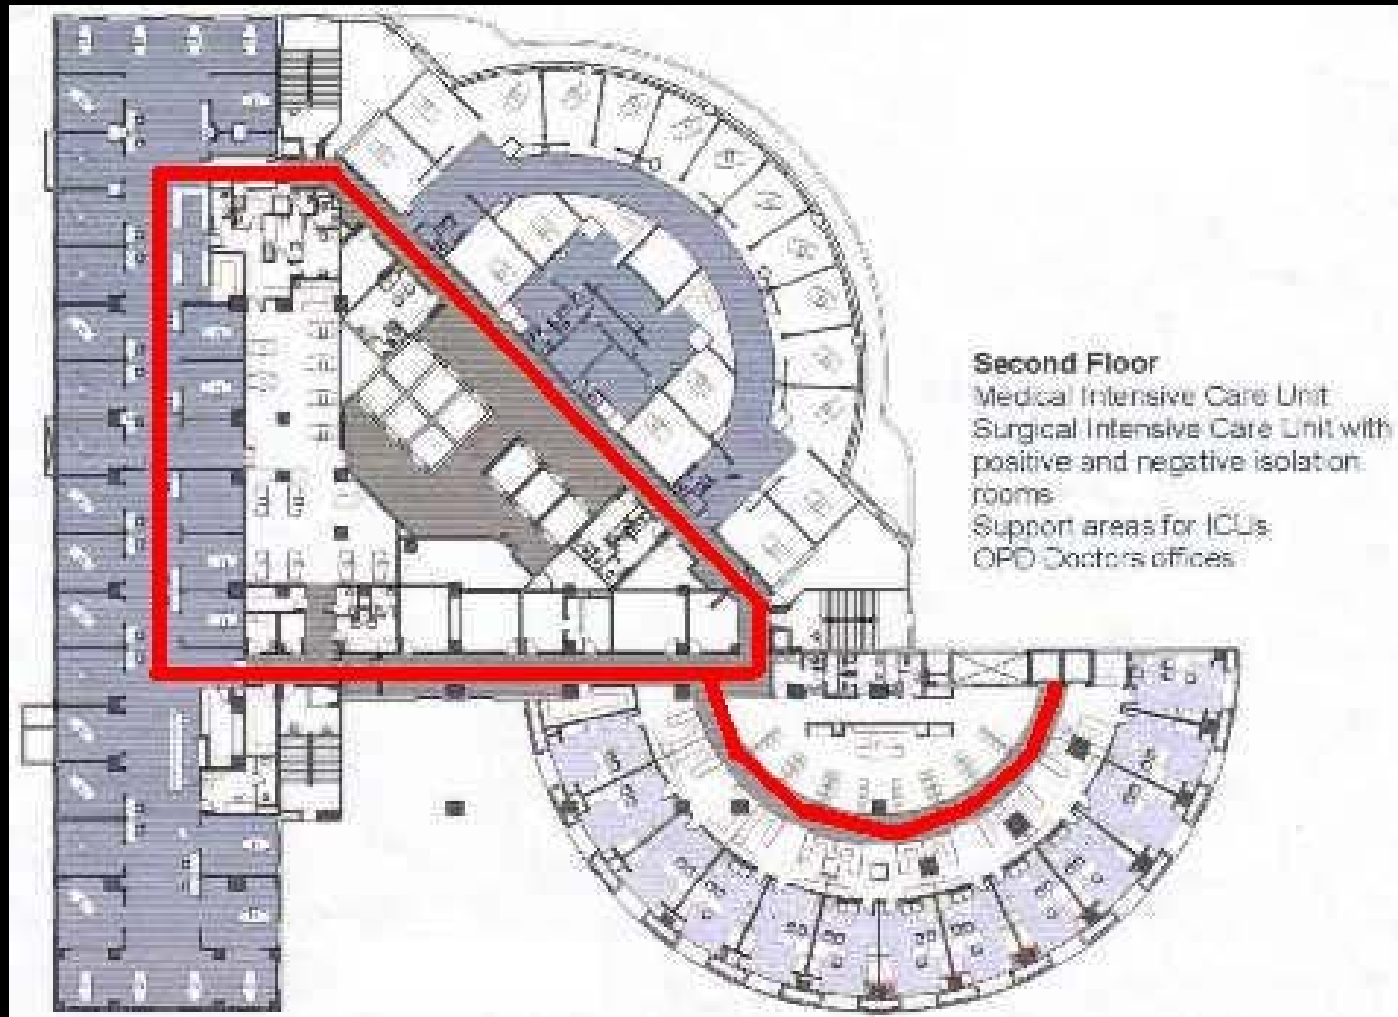 Second Floor
Medical Intensive Care Unit
Surgical Intensive Care Unit with
positive and negative isolation
rooms
Support areas for ICUs
OPD Doctors offices